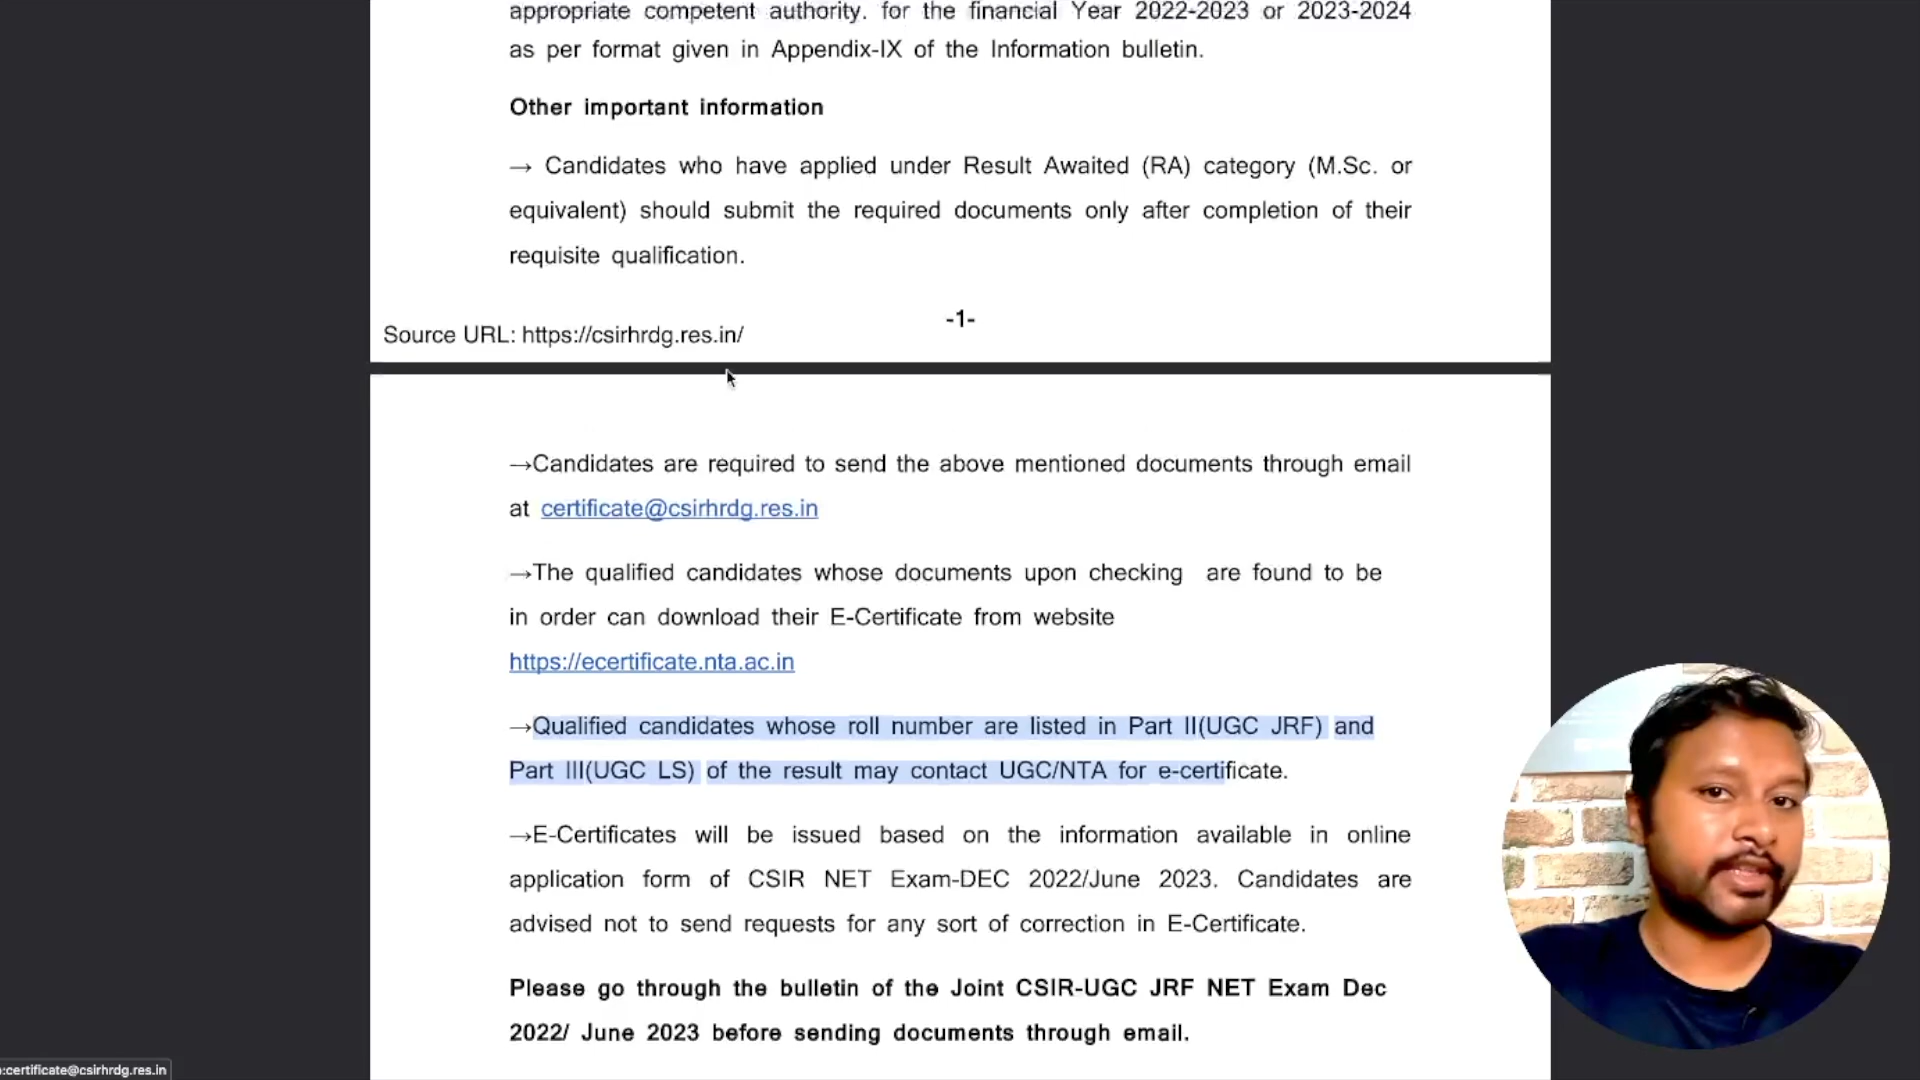 appropriate competent authority. for the financial Year 2022-2023 or 2023-2024
as per format given in Appendix-IX of the Information bulletin.
Other important information
→ Candidates who have applied under Result Awaited (RA) category (M.Sc. or
equivalent) should submit the required documents only after completion of their
requisite qualification.
-1-
Source URL: https://csirhrdg.res.in/
→Candidates are required to send the above mentioned documents through email
at certificate@csirhrdg.res.in
→The qualified candidates whose documents upon checking are found to be
in order can download their E-Certificate from website
https://ecertificate.nta.ac.in
→Qualified candidates whose roll number are listed in Part II(UGC JRF) and
Part III(UGC LS) of the result may contact UGC/NTA for e-certificate.
→E-Certificates will be issued based on the information available in online
application form of CSIR NET Exam-DEC 2022/June 2023. Candidates are
advised not to send requests for any sort of correction in E-Certificate.
Please go through the bulletin of the Joint CSIR-UGC JRF NET Exam Dec
2022/ June 2023 before sending documents through email.
:certificate@csirhrdg.res.in